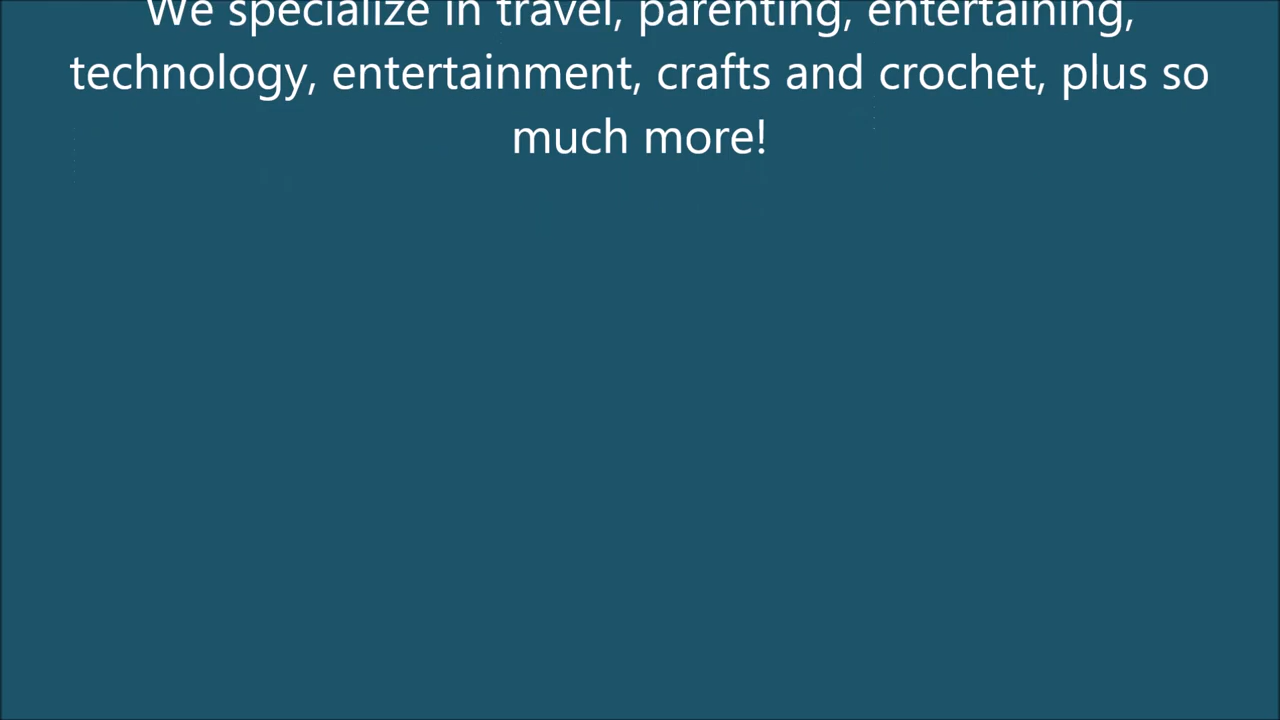 We specialize in travel, parenting, entertaining,
technology, entertainment, crafts and crochet, plus so
much more!